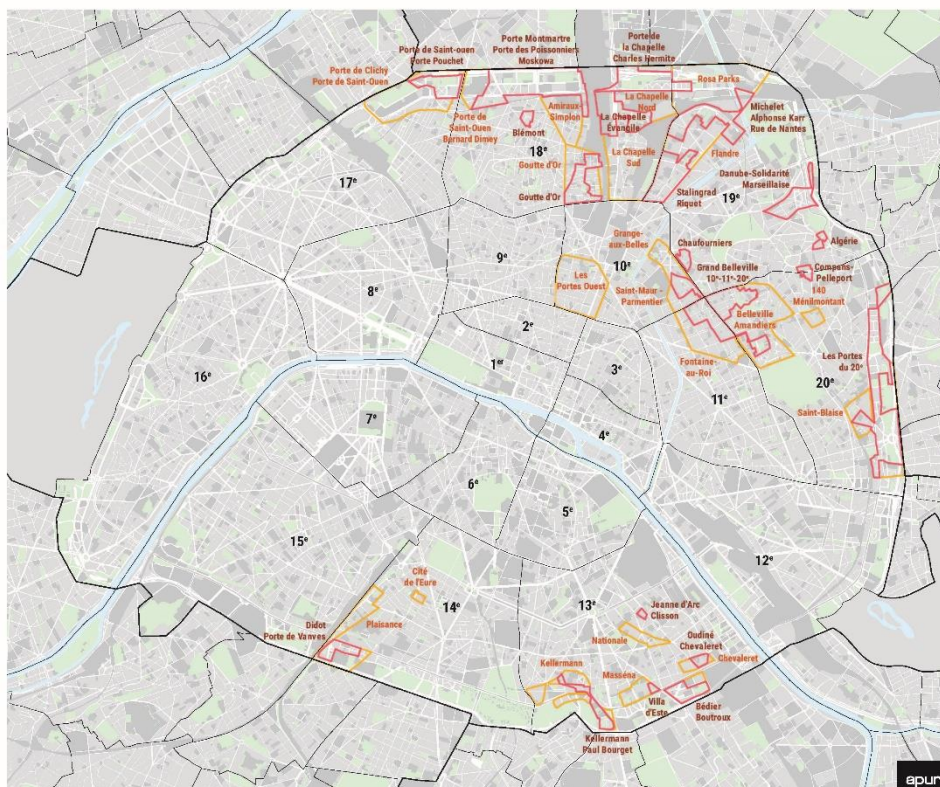 Porte de Saint-ouen
Porte Pouchet
Porte Montmartre
Porte des Poissonniers
Moskowa
Porte de
la Chapelle
Charles Hermite
Porte de Clichy
Porte de Saint-Ouen
Rosa Parks
La Chapelle
Nord
Amiraux-
Simplon
Michelet
Alphonse Karr
Rue de Nantes
Porte de
Saint-Ouen
Bernard Dimey
Blémont
La Chapelle
Évangile
18e
La Chapelle
Sud
Flandre
Goutte d'Or
Danube-Solidarité
Marseillaise
17e
Goutte d'Or
Stalingrad
Riquet
19e
Grange-
aux-Belles
Chaufourniers
Algérie
9e
10e
Les
Portes Ouest
Grand Belleville
10e-11e-20e
Compans-
Pelleport
140
Ménilmontant
8e
Saint-Maur-
Parmentier
Belleville
Amandiers
2e
1er
3e
Fontaine-
au-Roi
Les Portes
du 20e
16e
20e
11e
Saint-Blaise
7e
4e
6e
5e
15e
12e
Cité
de l'Eure
14e
13e
Jeanne d'Arc
Clisson
Didot
Porte de Vanves
Plaisance
Nationale
Oudiné
Chevaleret
Chevaleret
Kellermann
Masséna
Villa
d'Este
Bédier
Boutroux
Kellermann
Paul Bourget
apur